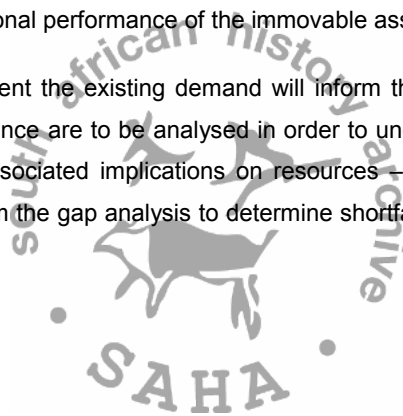 onal performance of the immovable ass
ent the existing demand will inform th
nce are to be analysed in order to un
sociated implications on resources –
the gap analysis to determine shortfa
south african history archive
SAHA